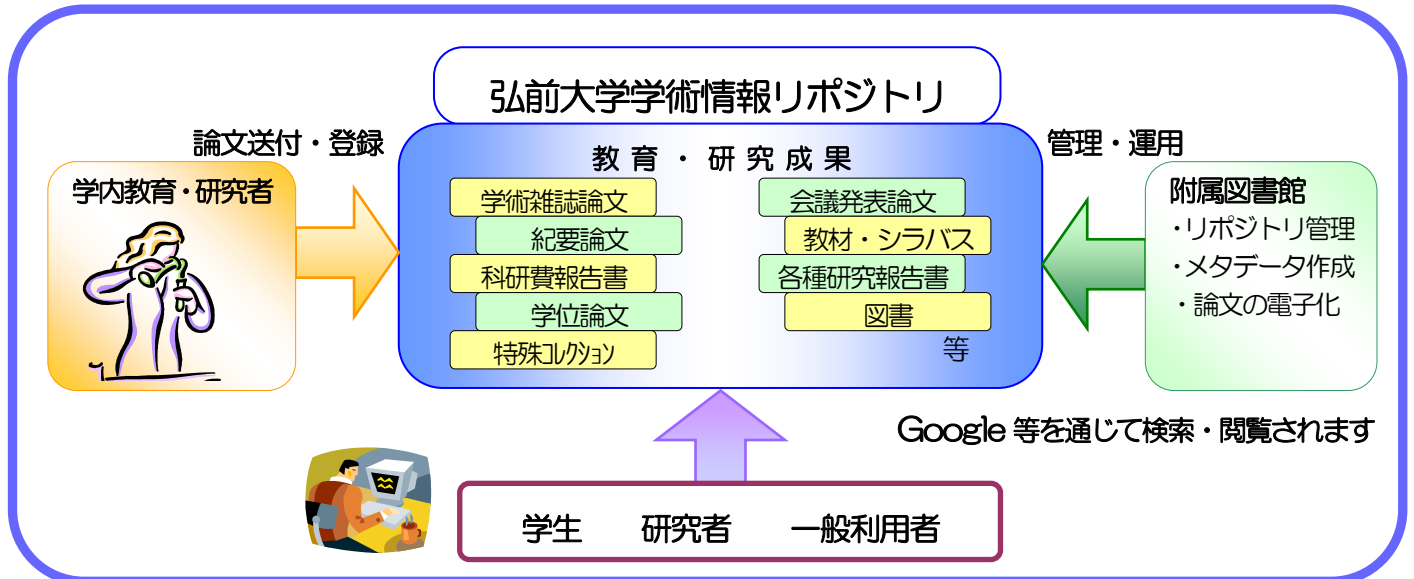 弘前大学学術情報リポジトリ
論文送付・登録
管理・運用
教育・研究成果
学内教育・研究者
学術雑誌論文
紀要論文
科研費報告書
学位論文
特殊コレクション
会議発表論文
教材・シラバス
各種研究報告書
図書
等
附属図書館
・リポジトリ管理
・メタデータ作成
・論文の電子化
Google 等を通じて検索・閲覧されます
学生 研究者 一般利用者